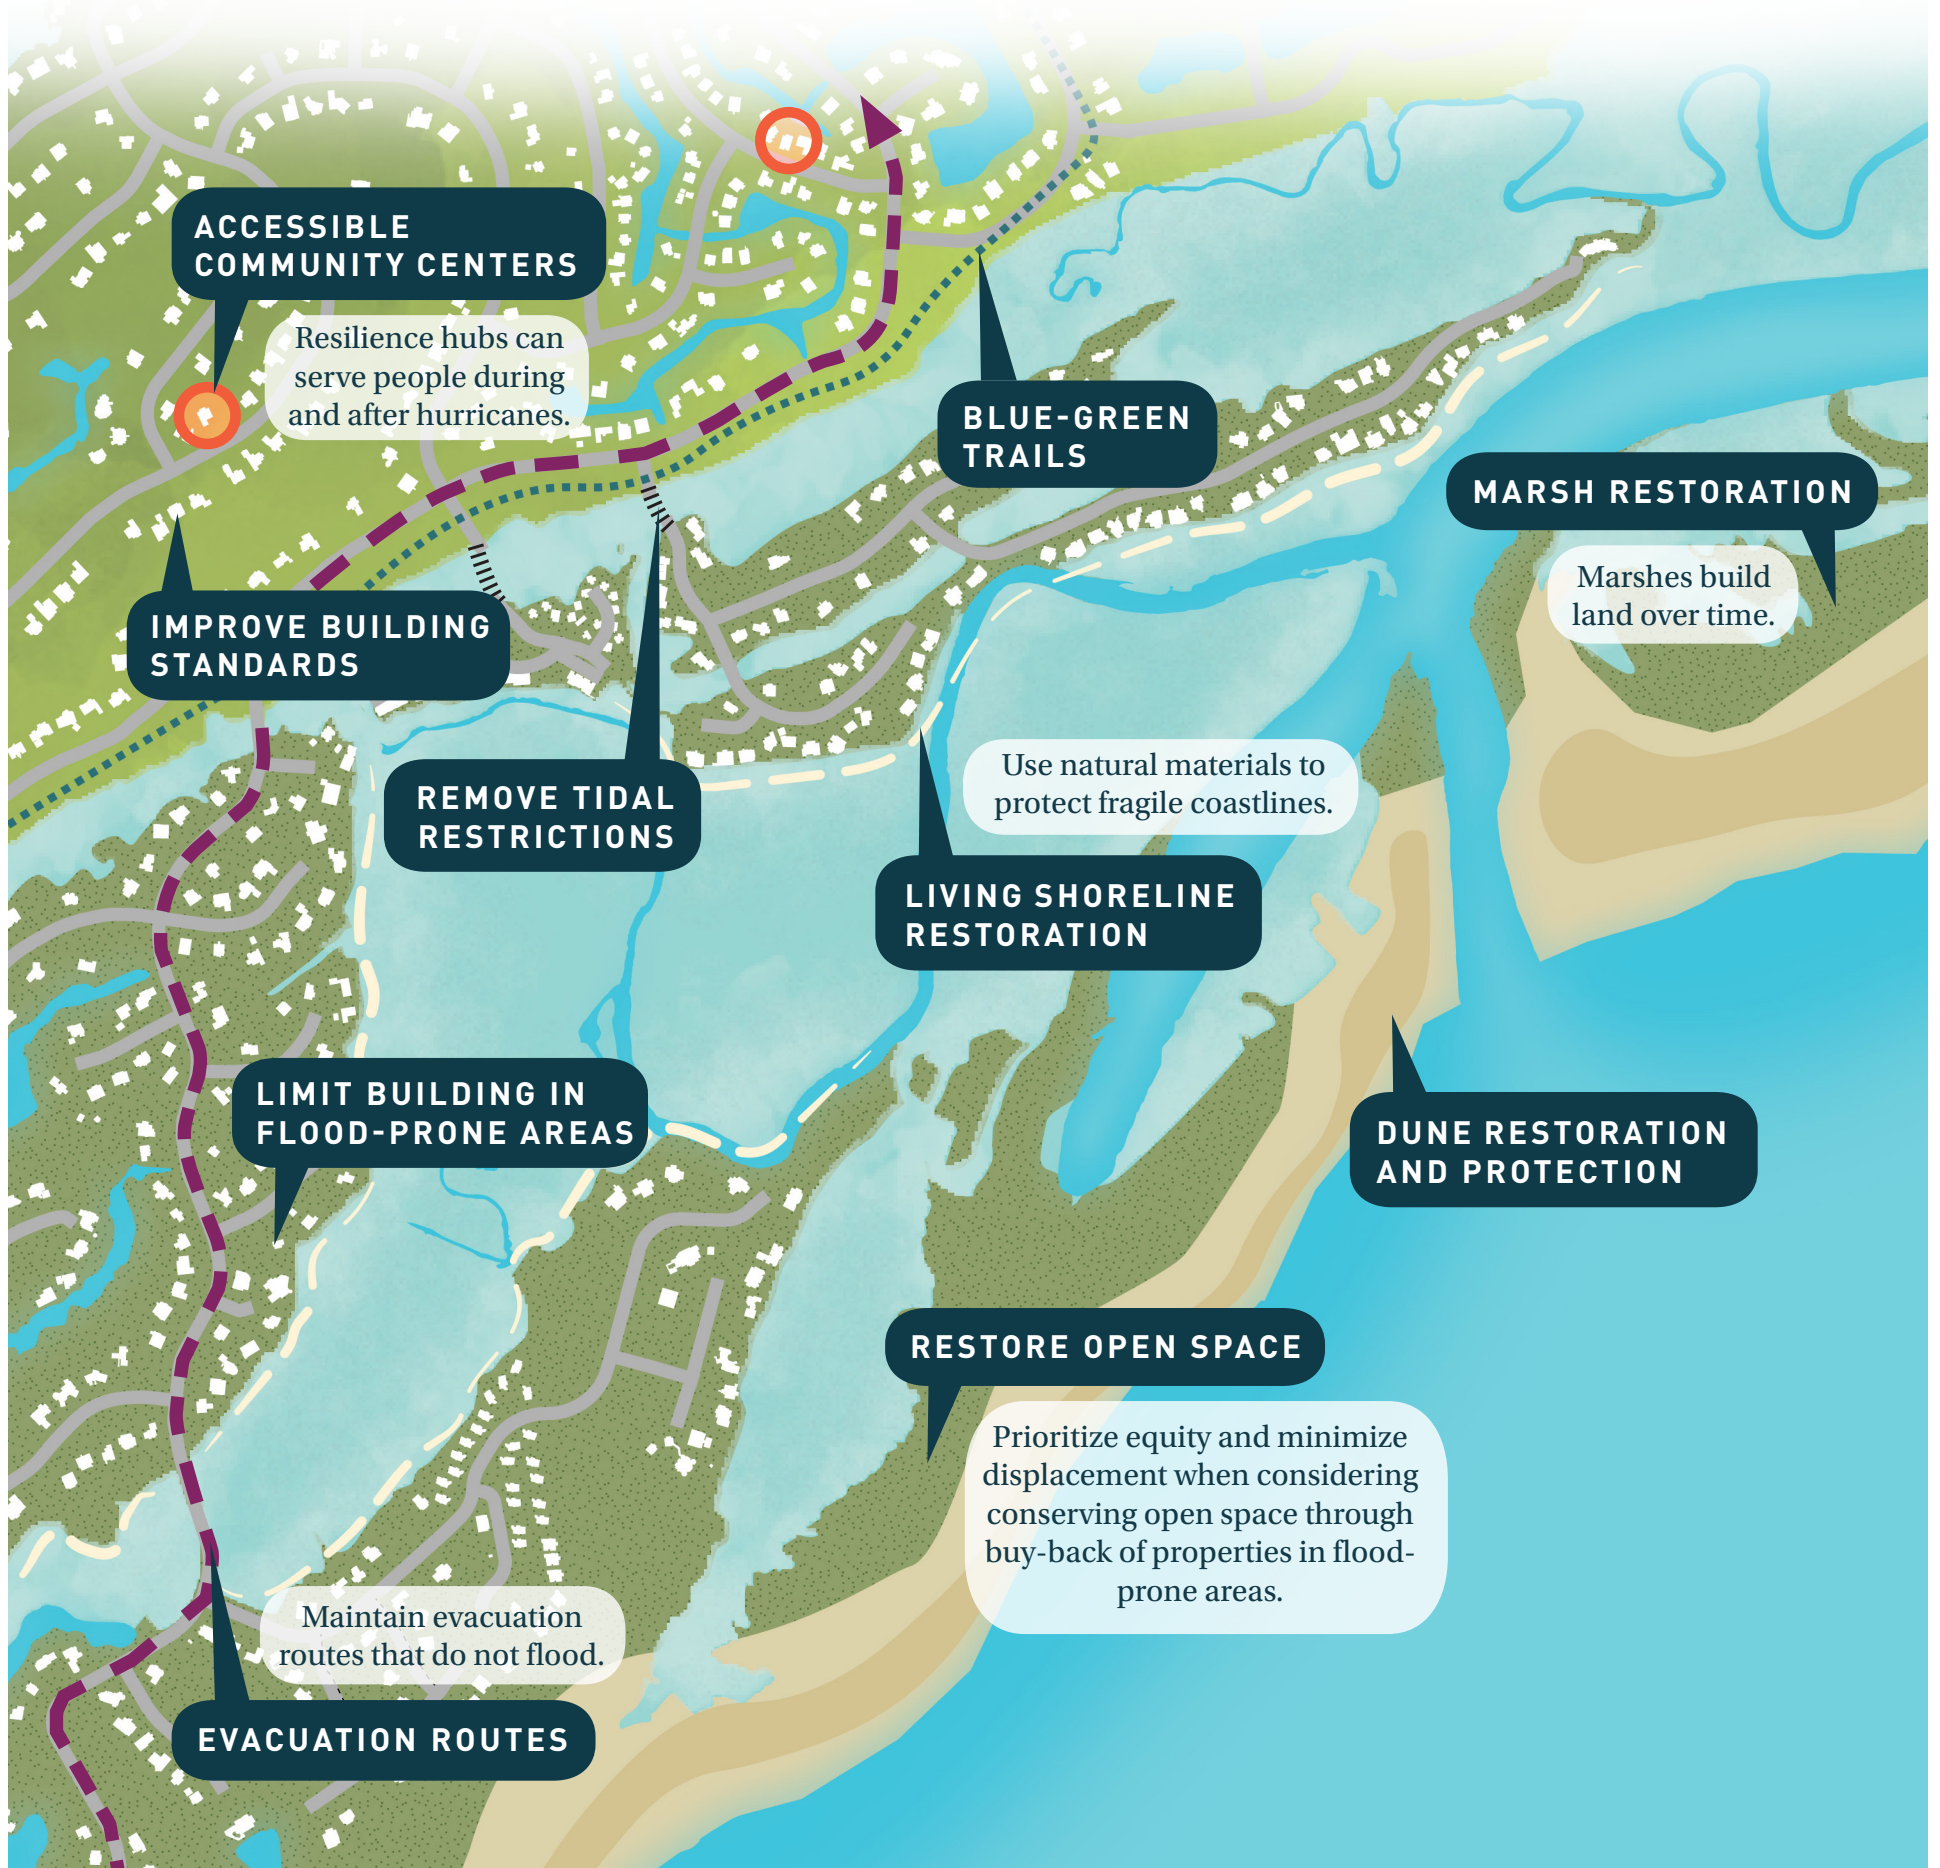 ACCESSIBLE
COMMUNITY CENTERS
Resilience hubs can
serve people during
and after hurricanes.
BLUE-GREEN
TRAILS
MARSH RESTORATION
Marshes build
land over time.
IMPROVE BUILDING
STANDARDS
REMOVE TIDAL
RESTRICTIONS
Use natural materials to
protect fragile coastlines.
LIVING SHORELINE
RESTORATION
LIMIT BUILDING IN
FLOOD-PRONE AREAS
DUNE RESTORATION
AND PROTECTION
RESTORE OPEN SPACE
Prioritize equity and minimize
displacement when considering
conserving open space through
buy-back of properties in flood-
prone areas.
Maintain evacuation
routes that do not flood.
EVACUATION ROUTES